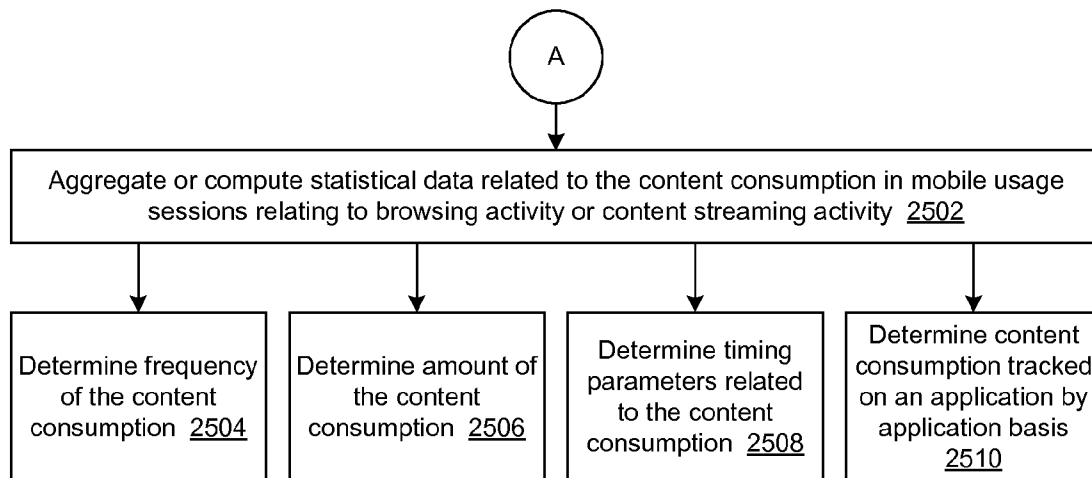 A
Aggregate or compute statistical data related to the content consumption in mobile usage
sessions relating to browsing activity or content streaming activity 2502
Determine frequency
of the content
consumption 2504
Determine amount of
the content
consumption 2506
Determine timing
parameters related
to the content
consumption 2508
Determine content
consumption tracked
on an application by
application basis
2510